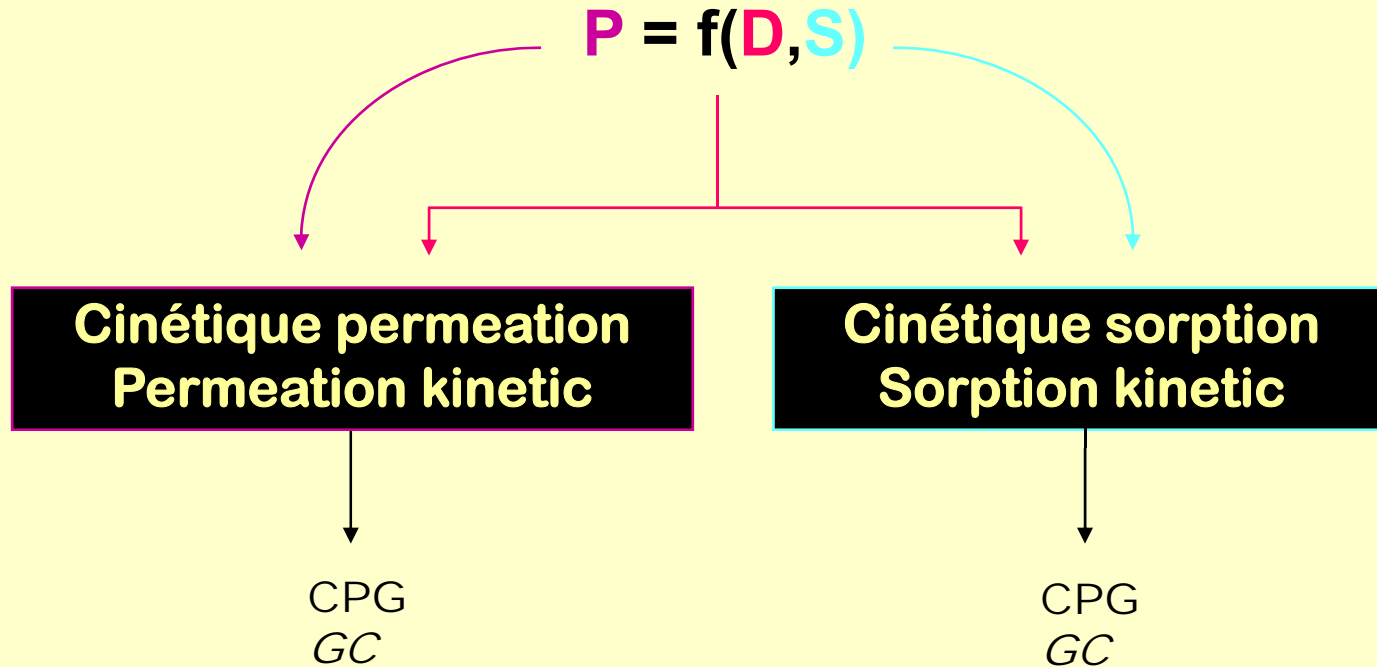 P = f(D,S)
Cinétique permeation
Permeation kinetic
Cinétique sorption
Sorption kinetic
CPG
GC
CPG
GC